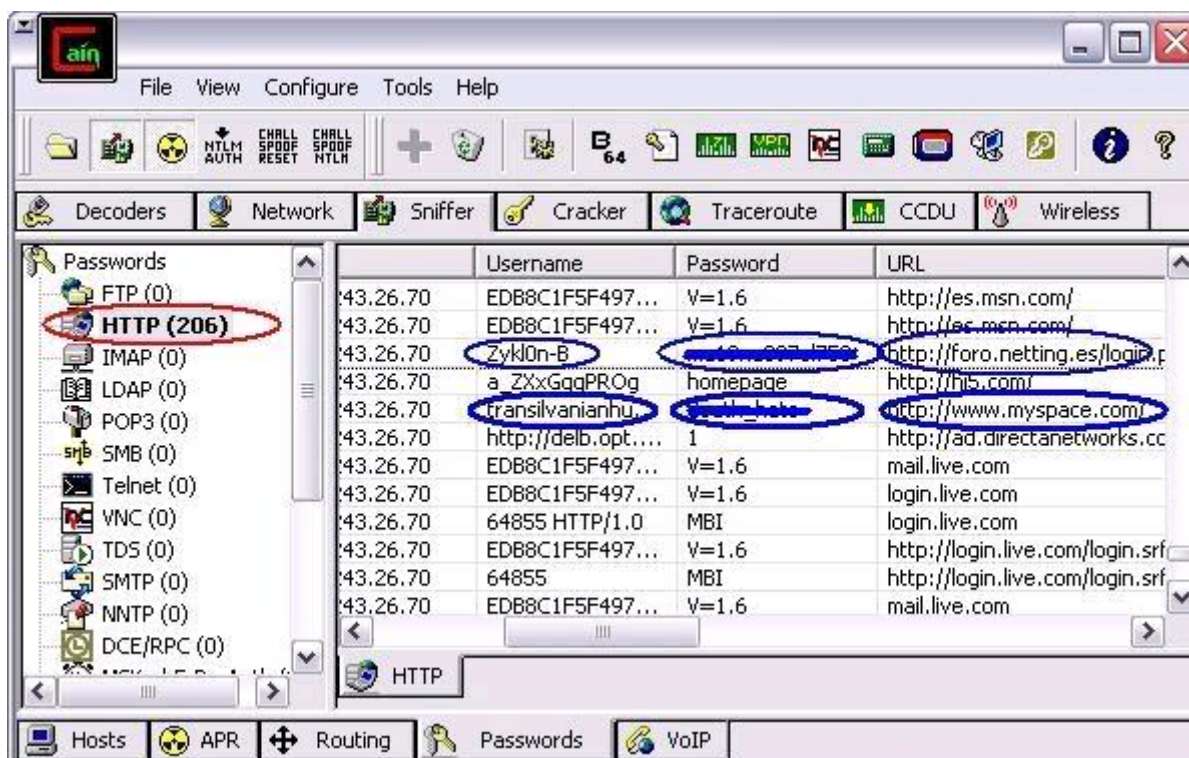 Caín
File View Configure Tools Help
NTLM AUTH CHALL SPOOF RESET CHALL SPOOF NTLM B64 VPN
Decoders Network Sniffer Cracker Traceroute CCDU Wireless
Passwords
FTP (0)
HTTP (206)
IMAP (0)
LDAP (0)
POP3 (0)
SMB (0)
Telnet (0)
VNC (0)
TDS (0)
SMTP (0)
NNTP (0)
DCE/RPC (0)
Username Password URL
43.26.70 EDB8C1F5F497... V=1.6 http://es.msn.com/
43.26.70 EDB8C1F5F497... V=1.6 http://es.msn.com/
43.26.70 Zykl0n-B http://foro.netting.es/login.p
43.26.70 a_ZXxGqqPROg homepage http://hi5.com/
43.26.70 transilvanianhu http://www.myspace.com/
43.26.70 http://delb.opt.... 1 http://ad.directanetworks.cc
43.26.70 EDB8C1F5F497... V=1.6 mail.live.com
43.26.70 EDB8C1F5F497... V=1.6 login.live.com
43.26.70 64855 HTTP/1.0 MBI login.live.com
43.26.70 EDB8C1F5F497... V=1.6 http://login.live.com/login.srf
43.26.70 64855 MBI http://login.live.com/login.srf
43.26.70 EDB8C1F5F497... V=1.6 mail.live.com
HTTP
Hosts APR Routing Passwords VoIP